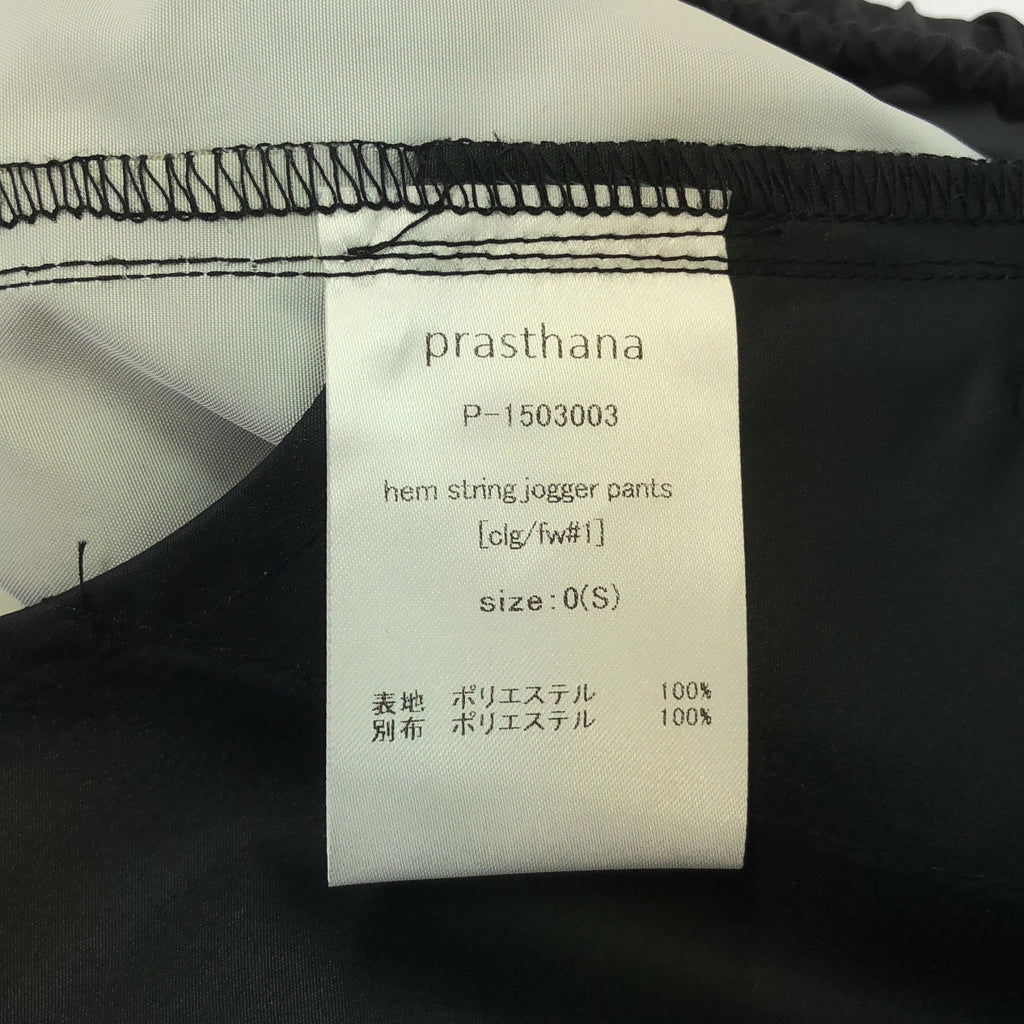 prasthana
P-1503003
hem string jogger pants
[clg/fw#1]
size:0(S)
表地 ポリエステル 100%
別布 ポリエステル 100%